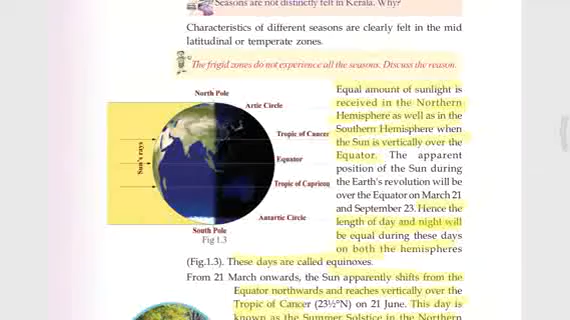 Seasons are not distinctly felt in Kerala. Why?
Characteristics of different seasons are clearly felt in the mid
latitudinal or temperate zones.
The frigid zones do not experience all the seasons. Discuss the reason.
North Pole
Artic Circle
Tropic of Cancer
Equator
Tropic of Capricon
Antartic Circle
South Pole
Sun's rays
Fig 1.3
Equal amount of sunlight is
received in the Northern
Hemisphere as well as in the
Southern Hemisphere when
the Sun is vertically over the
Equator. The apparent
position of the Sun during
the Earth's revolution will be
over the Equator on March 21
and September 23. Hence the
length of day and night will
be equal during these days
on both the hemispheres
(Fig.1.3). These days are called equinoxes.
From 21 March onwards, the Sun apparently shifts from the
Equator northwards and reaches vertically over the
Tropic of Cancer (23½°N) on 21 June. This day is
known as the Summer Solstice in the Northern